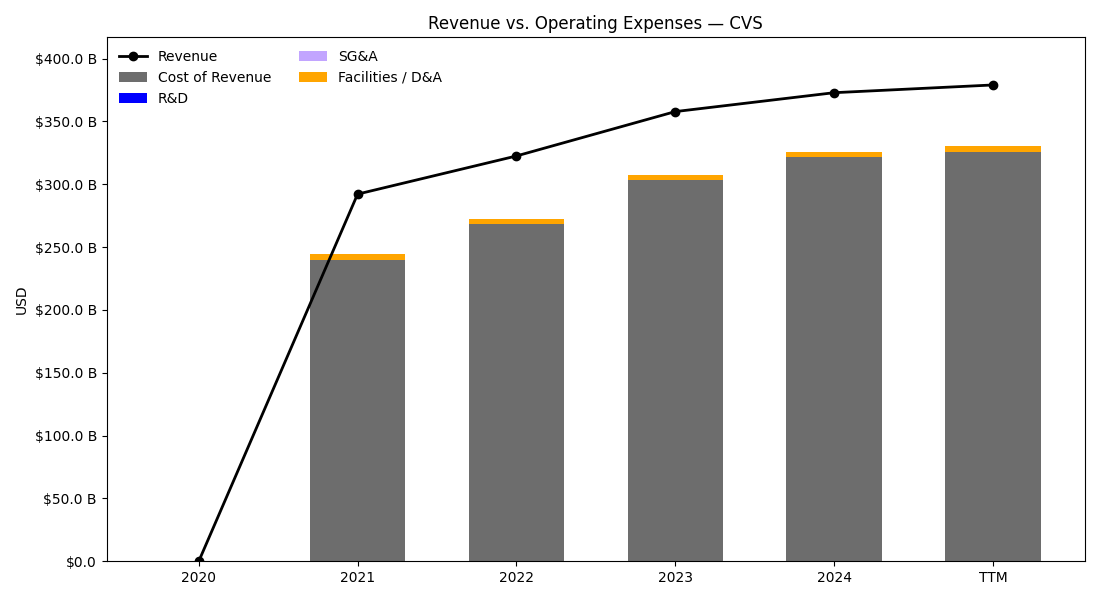 Revenue vs. Operating Expenses — CVS
Revenue
Cost of Revenue
R&D
SG&A
Facilities / D&A
USD
$400.0 B
$350.0 B
$300.0 B
$250.0 B
$200.0 B
$150.0 B
$100.0 B
$50.0 B
$0.0
2020 2021 2022 2023 2024 TTM